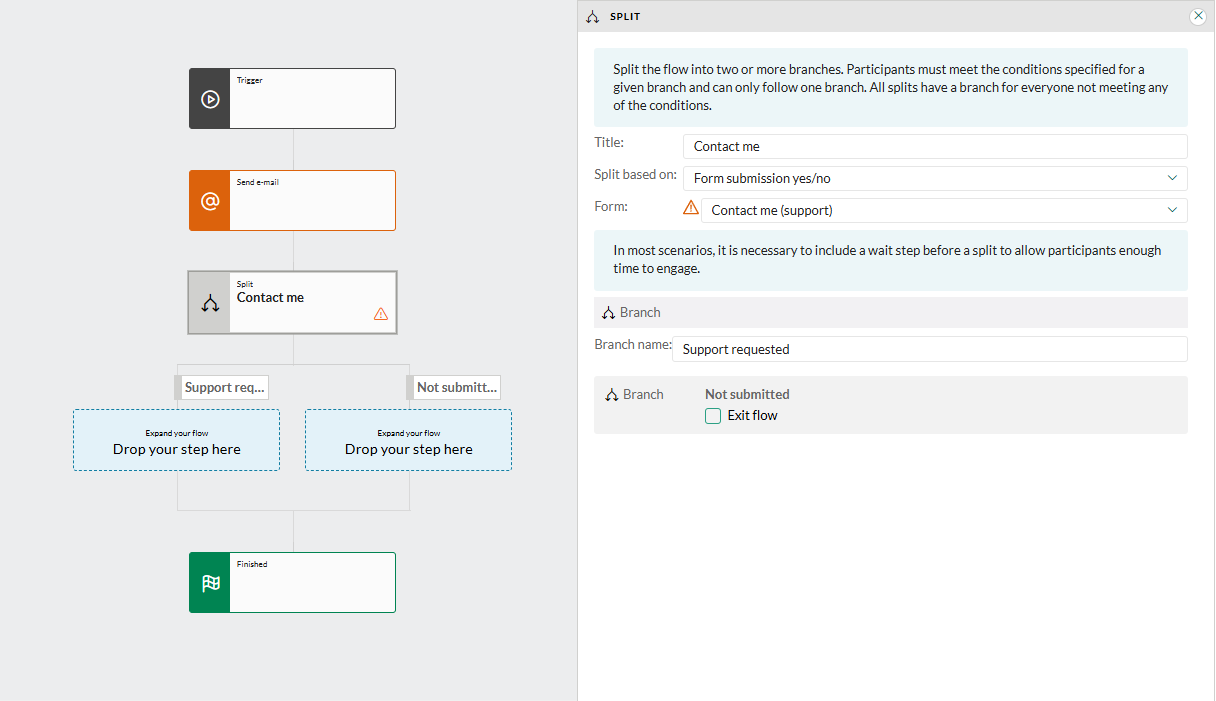 Trigger
Send e-mail
Split
Contact me
Support req...
Not submitt...
Expand your flow
Drop your step here
Expand your flow
Drop your step here
Finished
SPLIT
Split the flow into two or more branches. Participants must meet the conditions specified for a
given branch and can only follow one branch. All splits have a branch for everyone not meeting any
of the conditions.
Title:
Contact me
Split based on:
Form submission yes/no
Form:
Contact me (support)
In most scenarios, it is necessary to include a wait step before a split to allow participants enough
time to engage.
Branch
Branch name:
Support requested
Branch
Not submitted
Exit flow